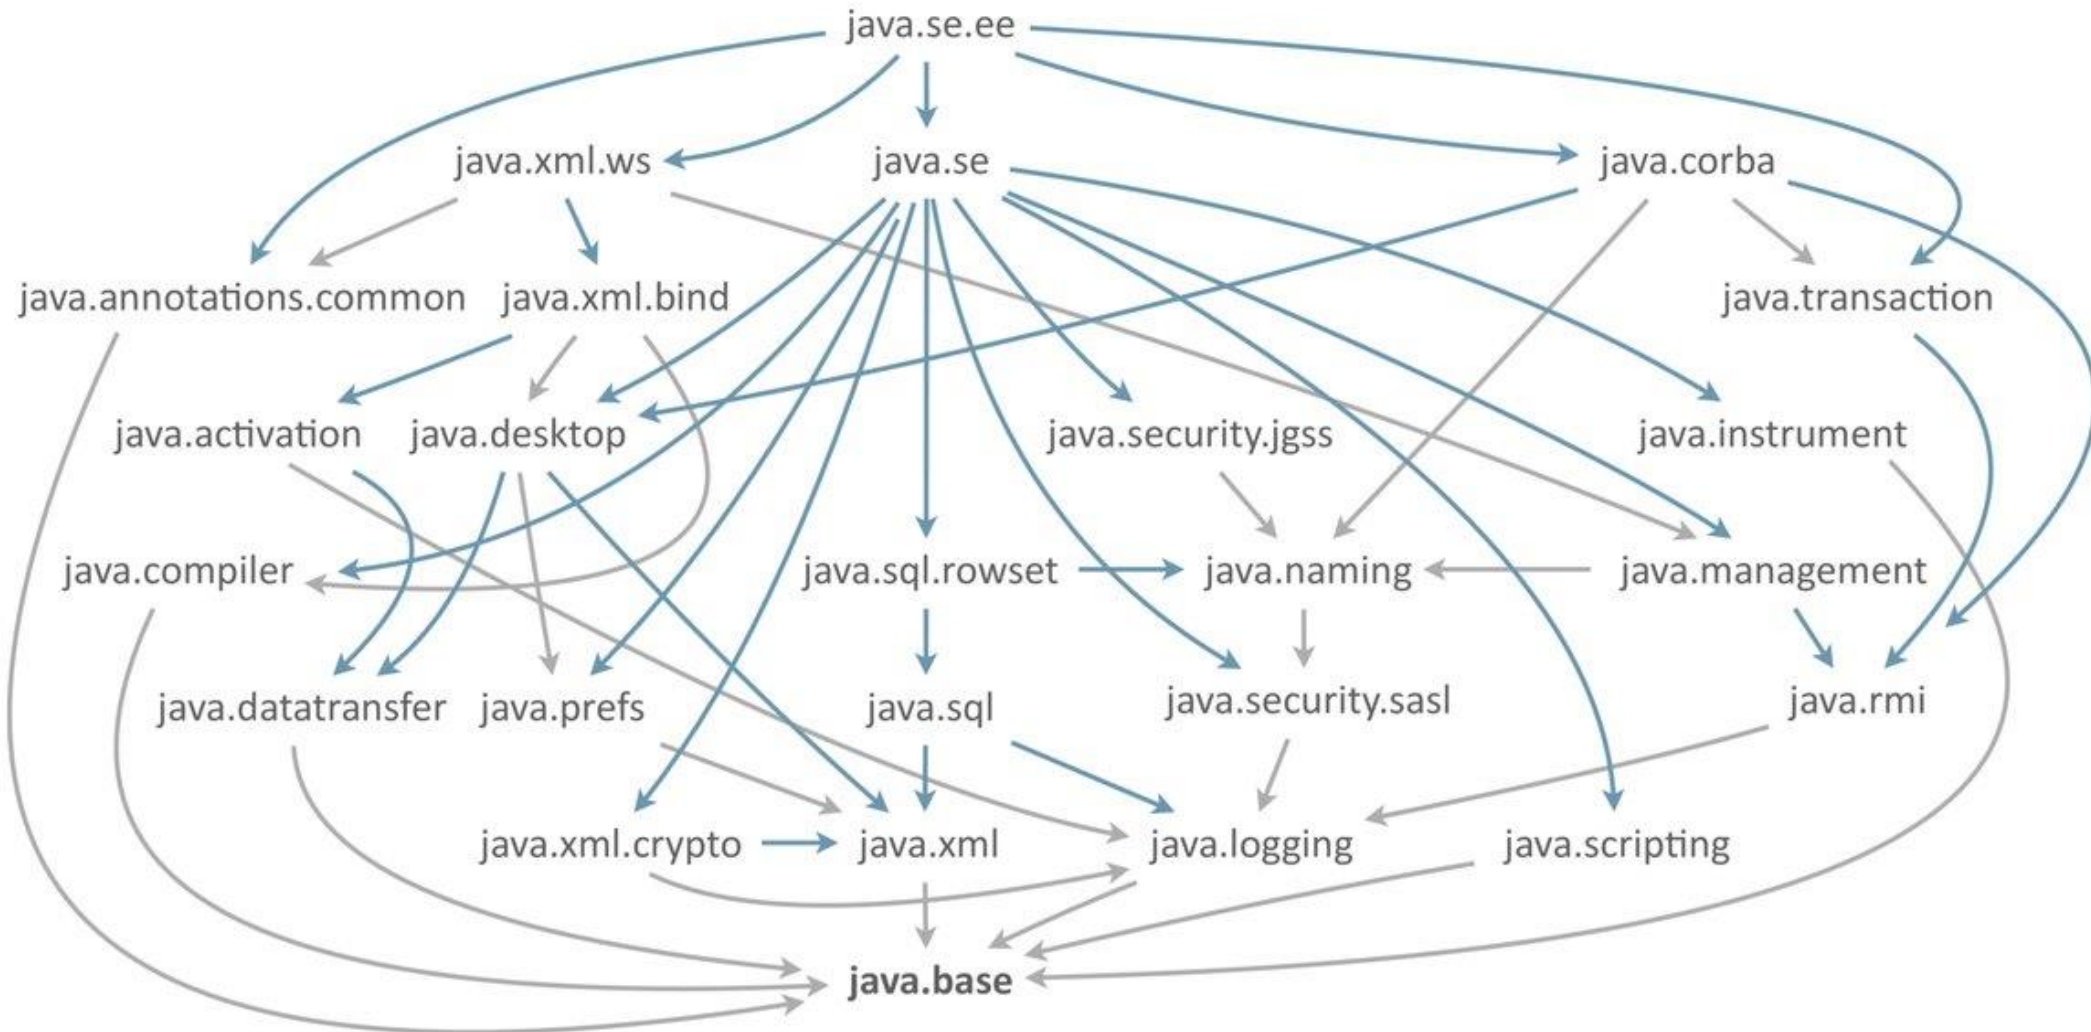 java.se.ee
java.xml.ws java.se java.corba
java.annotations.common java.xml.bind java.transaction
java.activation java.desktop java.security.jgss java.instrument
java.compiler java.sql.rowset java.naming java.management
java.datatransfer java.prefs java.sql java.security.sasl java.rmi
java.xml.crypto java.xml java.logging java.scripting
java.base